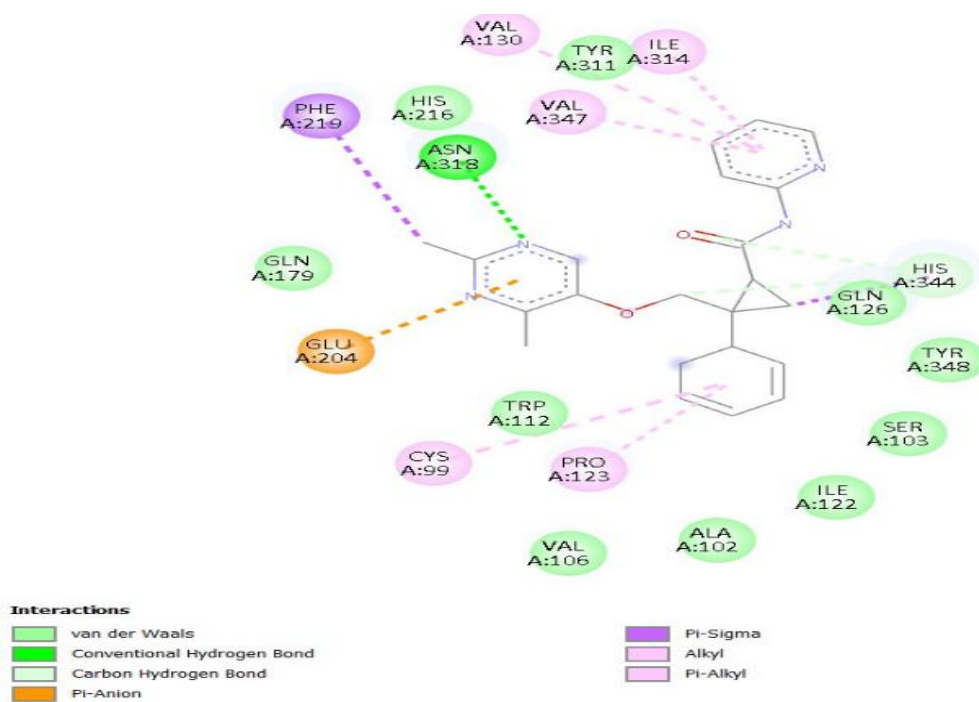 VAL
A:130
TYR
A:311
ILE
A:314
PHE
A:219
HIS
A:216
VAL
A:347
ASN
A:318
N
N
GLN
A:179
N
O
N
HIS
A:344
GLN
A:126
O
GLU
A:204
TYR
A:348
TRP
A:112
SER
A:103
CYS
A:99
PRO
A:123
ILE
A:122
VAL
A:106
ALA
A:102
Interactions
van der Waals
Conventional Hydrogen Bond
Carbon Hydrogen Bond
Pi-Anion
Pi-Sigma
Alkyl
Pi-Alkyl